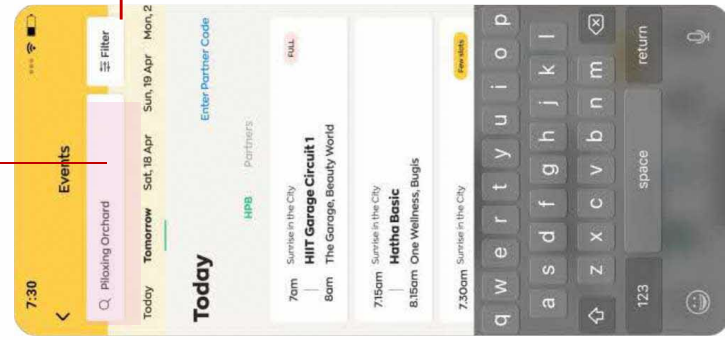 7:30
Events
Piloxing Orchard
Filter
Today Tomorrow Sat, 18 Apr Sun, 19 Apr Mon, 2
Today
Enter Partner Code
HPB Partners
7am Sunrise in the City FULL
HIIT Garage Circuit 1
8am The Garage, Beauty World
7.15am Sunrise in the City
Hatha Basic
8.15am One Wellness, Bugis
7.30am Sunrise in the City Few slots
q w e r t y u i o p
a s d f g h j k l
z x c v b n m
123 space return